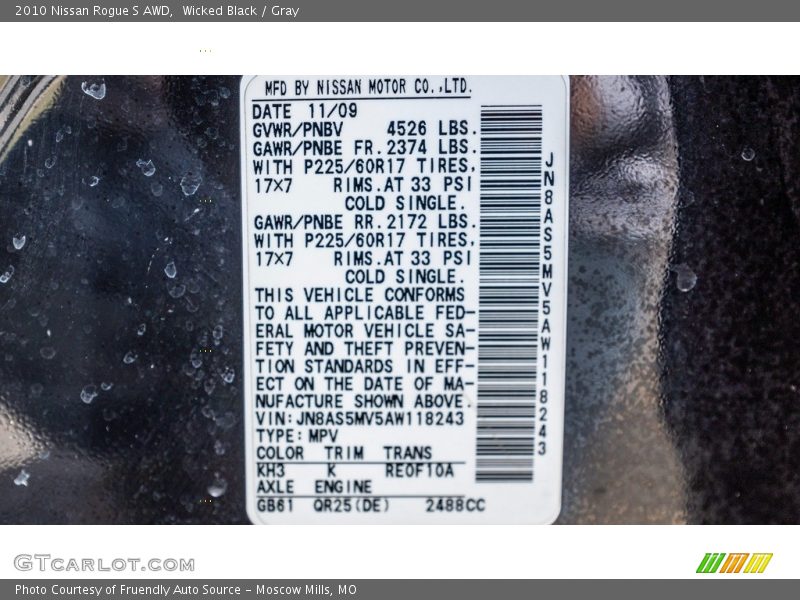 2010 Nissan Rogue S AWD,  Wicked Black / Gray
MFD BY NISSAN MOTOR CO.,LTD.
DATE 11/09
GVWR/PNBV 4526 LBS.
GAWR/PNBE FR.2374 LBS.
WITH P225/60R17 TIRES,
17×7 RIMS.AT 33 PSI
COLD SINGLE.
GAWR/PNBE RR.2172 LBS.
WITH P225/60R17 TIRES,
17×7 RIMS.AT 33 PSI
COLD SINGLE.
THIS VEHICLE CONFORMS
TO ALL APPLICABLE FED-
ERAL MOTOR VEHICLE SA-
FETY AND THEFT PREVEN-
TION STANDARDS IN EFF-
ECT ON THE DATE OF MA-
NUFACTURE SHOWN ABOVE.
VIN:JN8AS5MV5AW118243
TYPE:MPV
COLOR TRIM TRANS
KH3 K RE0F10A
AXLE ENGINE
GB61 QR25(DE) 2488CC
JN8AS5MV5AW118243
GTCARLOT.COM
Photo Courtesy of Fruendly Auto Source – Moscow Mills, MO